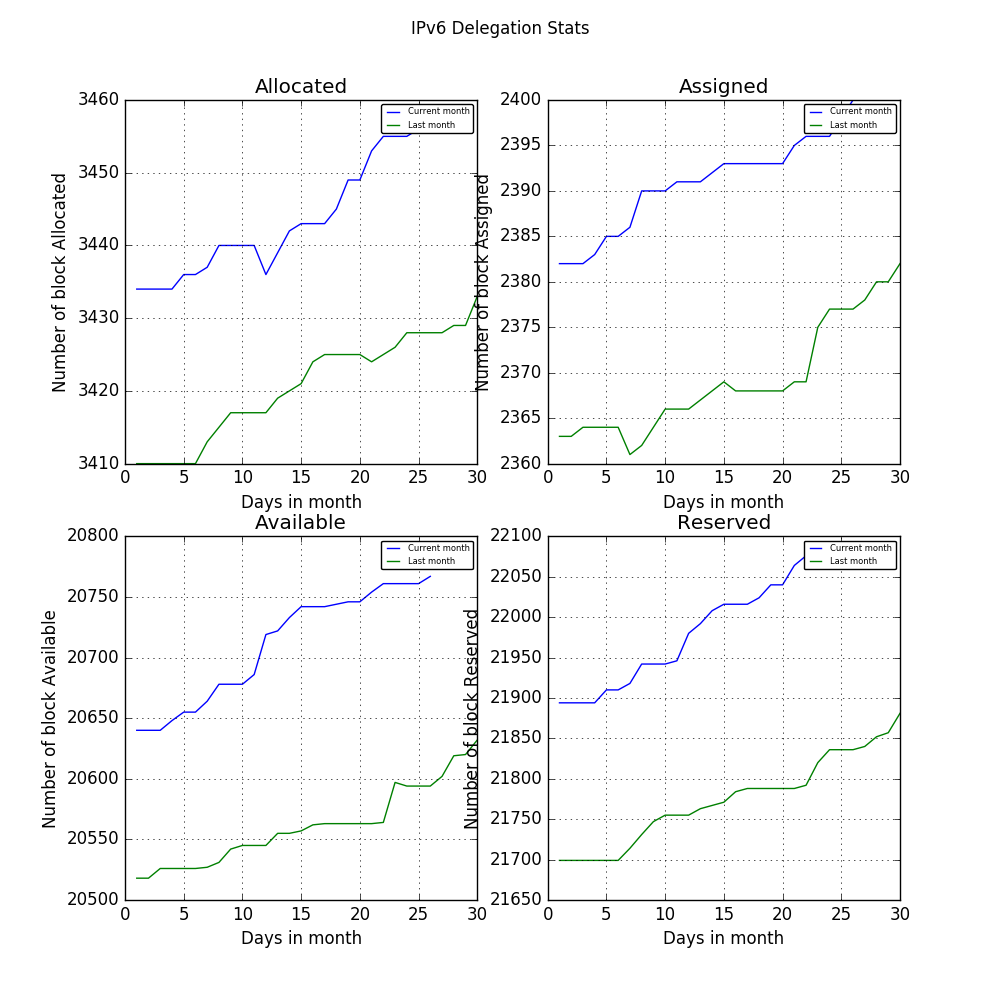 IPv6 Delegation Stats
Allocated
Number of block Allocated
3460
3450
3440
3430
3420
3410
Current month
Last month
0 5 10 15 20 25 30
Days in month
Assigned
Number of block Assigned
2400
2395
2390
2385
2380
2375
2370
2365
2360
Current month
Last month
0 5 10 15 20 25 30
Days in month
Available
Number of block Available
20800
20750
20700
20650
20600
20550
20500
Current month
Last month
0 5 10 15 20 25 30
Days in month
Reserved
Number of block Reserved
22100
22050
22000
21950
21900
21850
21800
21750
21700
21650
Current month
Last month
0 5 10 15 20 25 30
Days in month